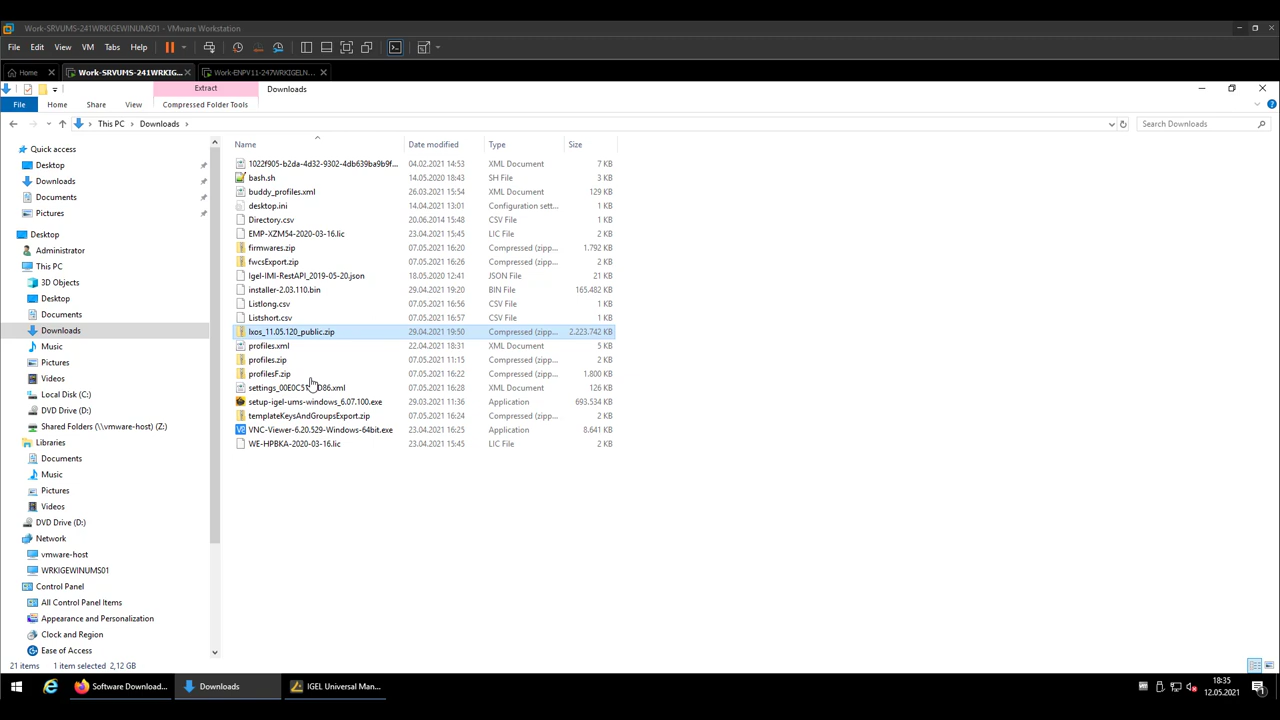 Work-SRVUMS-241WRKIGEWINUMS01 - VMware Workstation
File Edit View VM Tabs Help
Home Work-SRVUMS-241WRKIG... Work-ENPV11-247WRKIGELN...
Extract Downloads
File Home Share View Compressed Folder Tools
This PC Downloads Search Downloads
Name Date modified Type Size
Quick access
Desktop
Downloads
Documents
Pictures
Desktop
Administrator
This PC
3D Objects
Desktop
Documents
Downloads
Music
Pictures
Videos
Local Disk (C:)
DVD Drive (D:)
Shared Folders (\\vmware-host) (Z:)
Libraries
Documents
Music
Pictures
Videos
DVD Drive (D:)
Network
vmware-host
WRKIGEWINUMS01
Control Panel
All Control Panel Items
Appearance and Personalization
Clock and Region
Ease of Access
1022f905-b2da-4d32-9302-4db639ba9b9f... 04.02.2021 14:53 XML Document 7 KB
bash.sh 14.05.2020 18:43 SH File 3 KB
buddy_profiles.xml 26.03.2021 15:54 XML Document 129 KB
desktop.ini 14.04.2021 13:01 Configuration sett... 1 KB
Directory.csv 20.06.2014 15:48 CSV File 1 KB
EMP-XZM54-2020-03-16.lic 23.04.2021 15:45 LIC File 2 KB
firmwares.zip 07.05.2021 16:20 Compressed (zipp... 1.792 KB
fwcsExport.zip 07.05.2021 16:26 Compressed (zipp... 2 KB
Igel-IMI-RestAPI_2019-05-20.json 18.05.2020 12:41 JSON File 21 KB
installer-2.03.110.bin 29.04.2021 19:20 BIN File 165.482 KB
Listlong.csv 07.05.2021 16:56 CSV File 1 KB
Listshort.csv 07.05.2021 16:57 CSV File 1 KB
lxos_11.05.120_public.zip 29.04.2021 19:50 Compressed (zipp... 2.223.742 KB
profiles.xml 22.04.2021 18:31 XML Document 5 KB
profiles.zip 07.05.2021 11:15 Compressed (zipp... 2 KB
profilesF.zip 07.05.2021 16:22 Compressed (zipp... 1.800 KB
07.05.2021 16:28 XML Document 126 KB
setup-igel-ums-windows_6.07.100.exe 29.03.2021 11:36 Application 693.534 KB
templateKeysAndGroupsExport.zip 07.05.2021 16:24 Compressed (zipp... 2 KB
VNC-Viewer-6.20.529-Windows-64bit.exe 23.04.2021 16:25 Application 8.641 KB
WE-HPBKA-2020-03-16.lic 23.04.2021 15:45 LIC File 2 KB
21 items 1 item selected 2,12 GB
Software Download... Downloads IGEL Universal Man...
18:35
12.05.2021